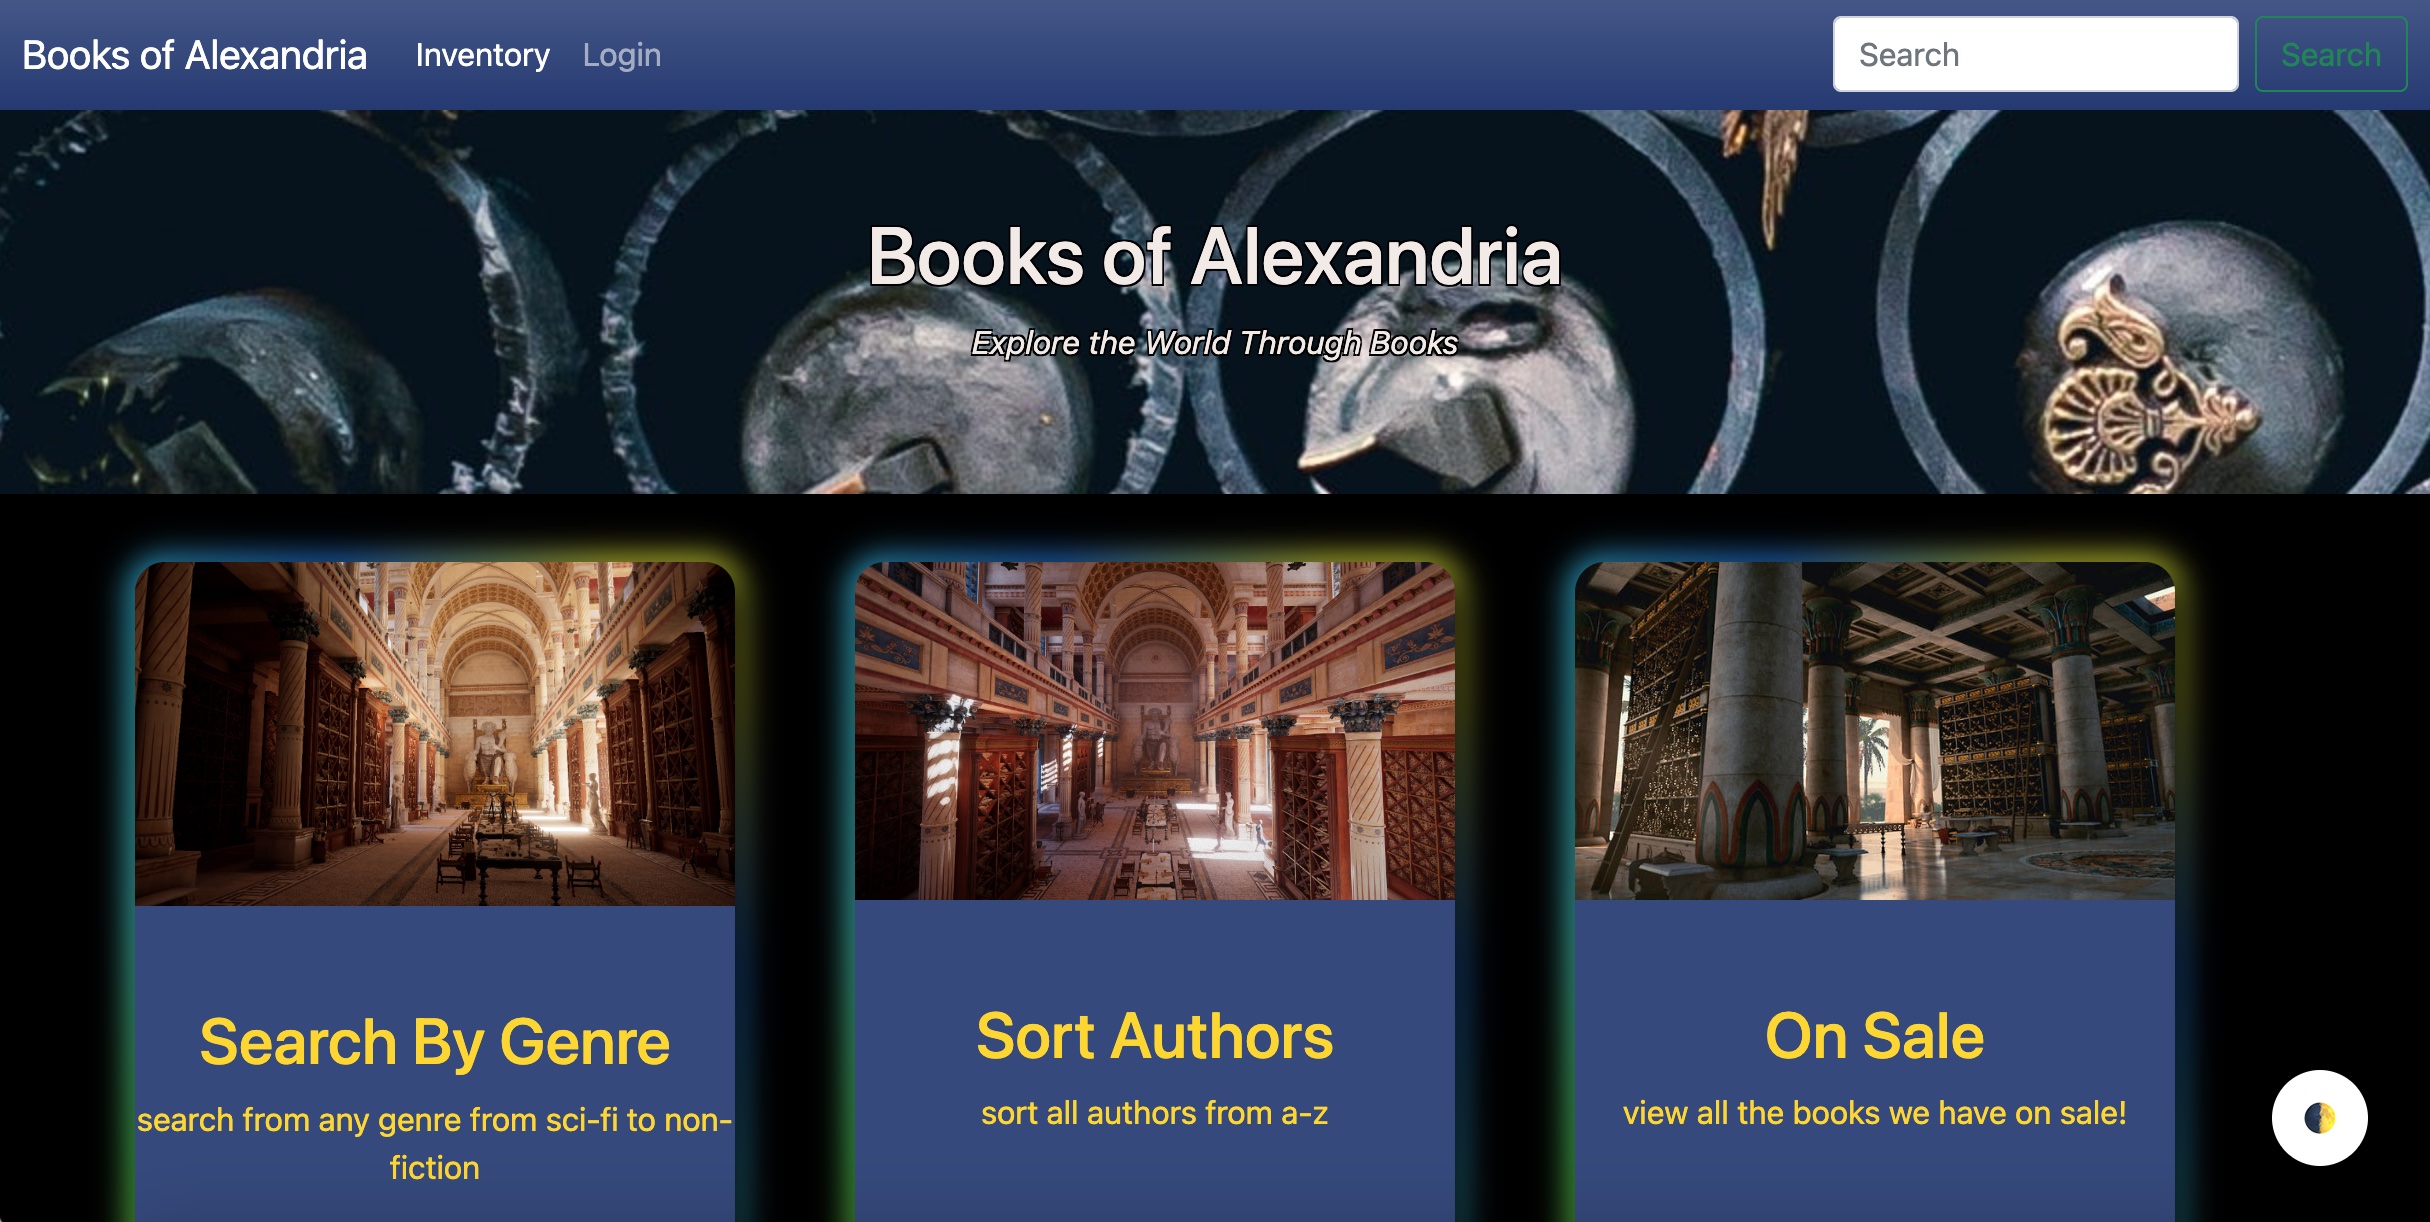 Books of Alexandria Inventory Login Search Search
Books of Alexandria
Explore the World Through Books
Search By Genre
search from any genre from sci-fi to non-
fiction
Sort Authors
sort all authors from a-z
On Sale
view all the books we have on sale!